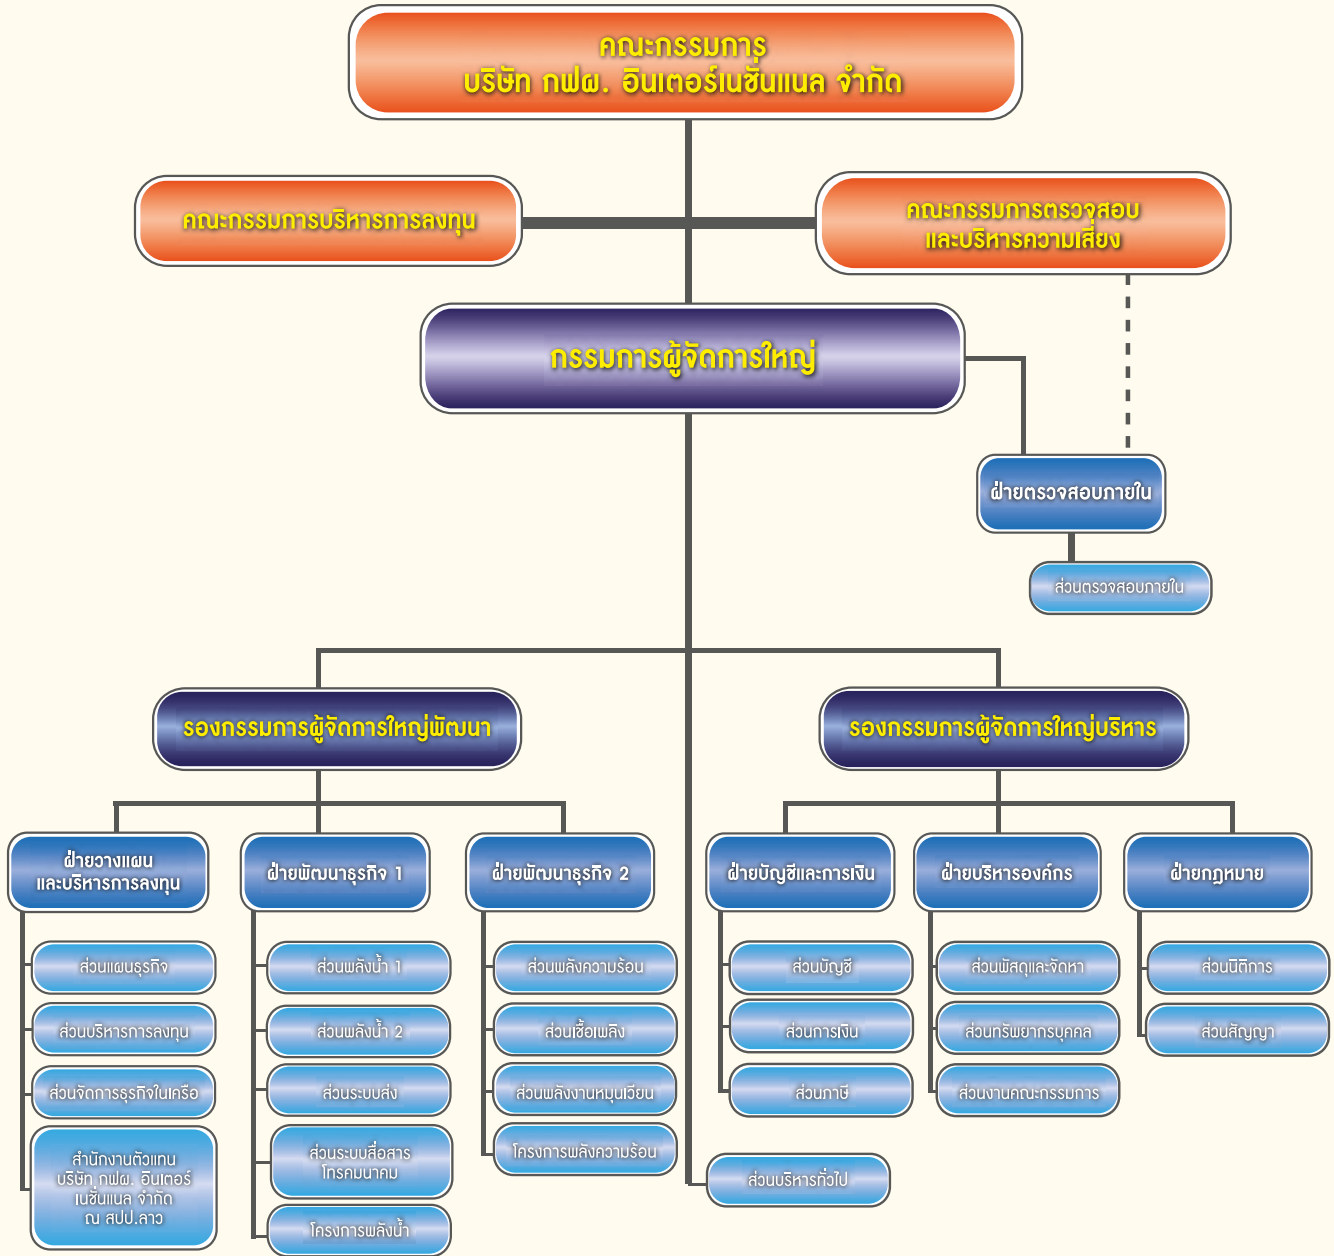 คณะกรรมการ
บริษัท กฟผ. อินเตอร์เนชั่นแนล จำกัด
คณะกรรมการบริหารการลงทุน
คณะกรรมการตรวจสอบ
และบริหารความเสี่ยง
กรรมการผู้จัดการใหญ่
ฝ่ายตรวจสอบภายใน
ส่วนตรวจสอบภายใน
รองกรรมการผู้จัดการใหญ่พัฒนา
รองกรรมการผู้จัดการใหญ่บริหาร
ฝ่ายวางแผน
และบริหารการลงทุน
ส่วนแผนธุรกิจ
ส่วนบริหารการลงทุน
ส่วนจัดการธุรกิจในเครือ
สำนักงานตัวแทน
บริษัท กฟผ. อินเตอร์
เนชั่นแนล จำกัด
ณ สปป.ลาว
ฝ่ายพัฒนาธุรกิจ 1
ส่วนพลังน้ำ 1
ส่วนพลังน้ำ 2
ส่วนระบบส่ง
ส่วนระบบสื่อสาร
โทรคมนาคม
โครงการพลังน้ำ
ฝ่ายพัฒนาธุรกิจ 2
ส่วนพลังความร้อน
ส่วนเชื้อเพลิง
ส่วนพลังงานหมุนเวียน
โครงการพลังความร้อน
ฝ่ายบัญชีและการเงิน
ส่วนบัญชี
ส่วนการเงิน
ส่วนภาษี
ฝ่ายบริหารองค์กร
ส่วนพัสดุและจัดหา
ส่วนทรัพยากรบุคคล
ส่วนงานคณะกรรมการ
ฝ่ายกฎหมาย
ส่วนนิติการ
ส่วนสัญญา
ส่วนบริหารทั่วไป